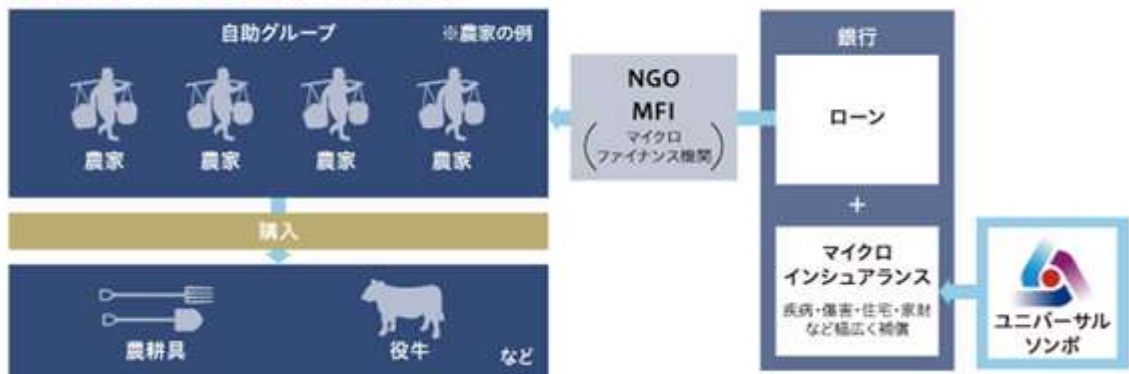 自助グループ ※農家の例
農家 農家 農家 農家
購入
農耕具 役牛 など
NGO
MFI
(マイクロ
ファイナンス機関)
銀行
ローン
+
マイクロ
インシュアランス
疾病・傷害・住宅・家財
など幅広く補償
ユニバーサル
ソンポ